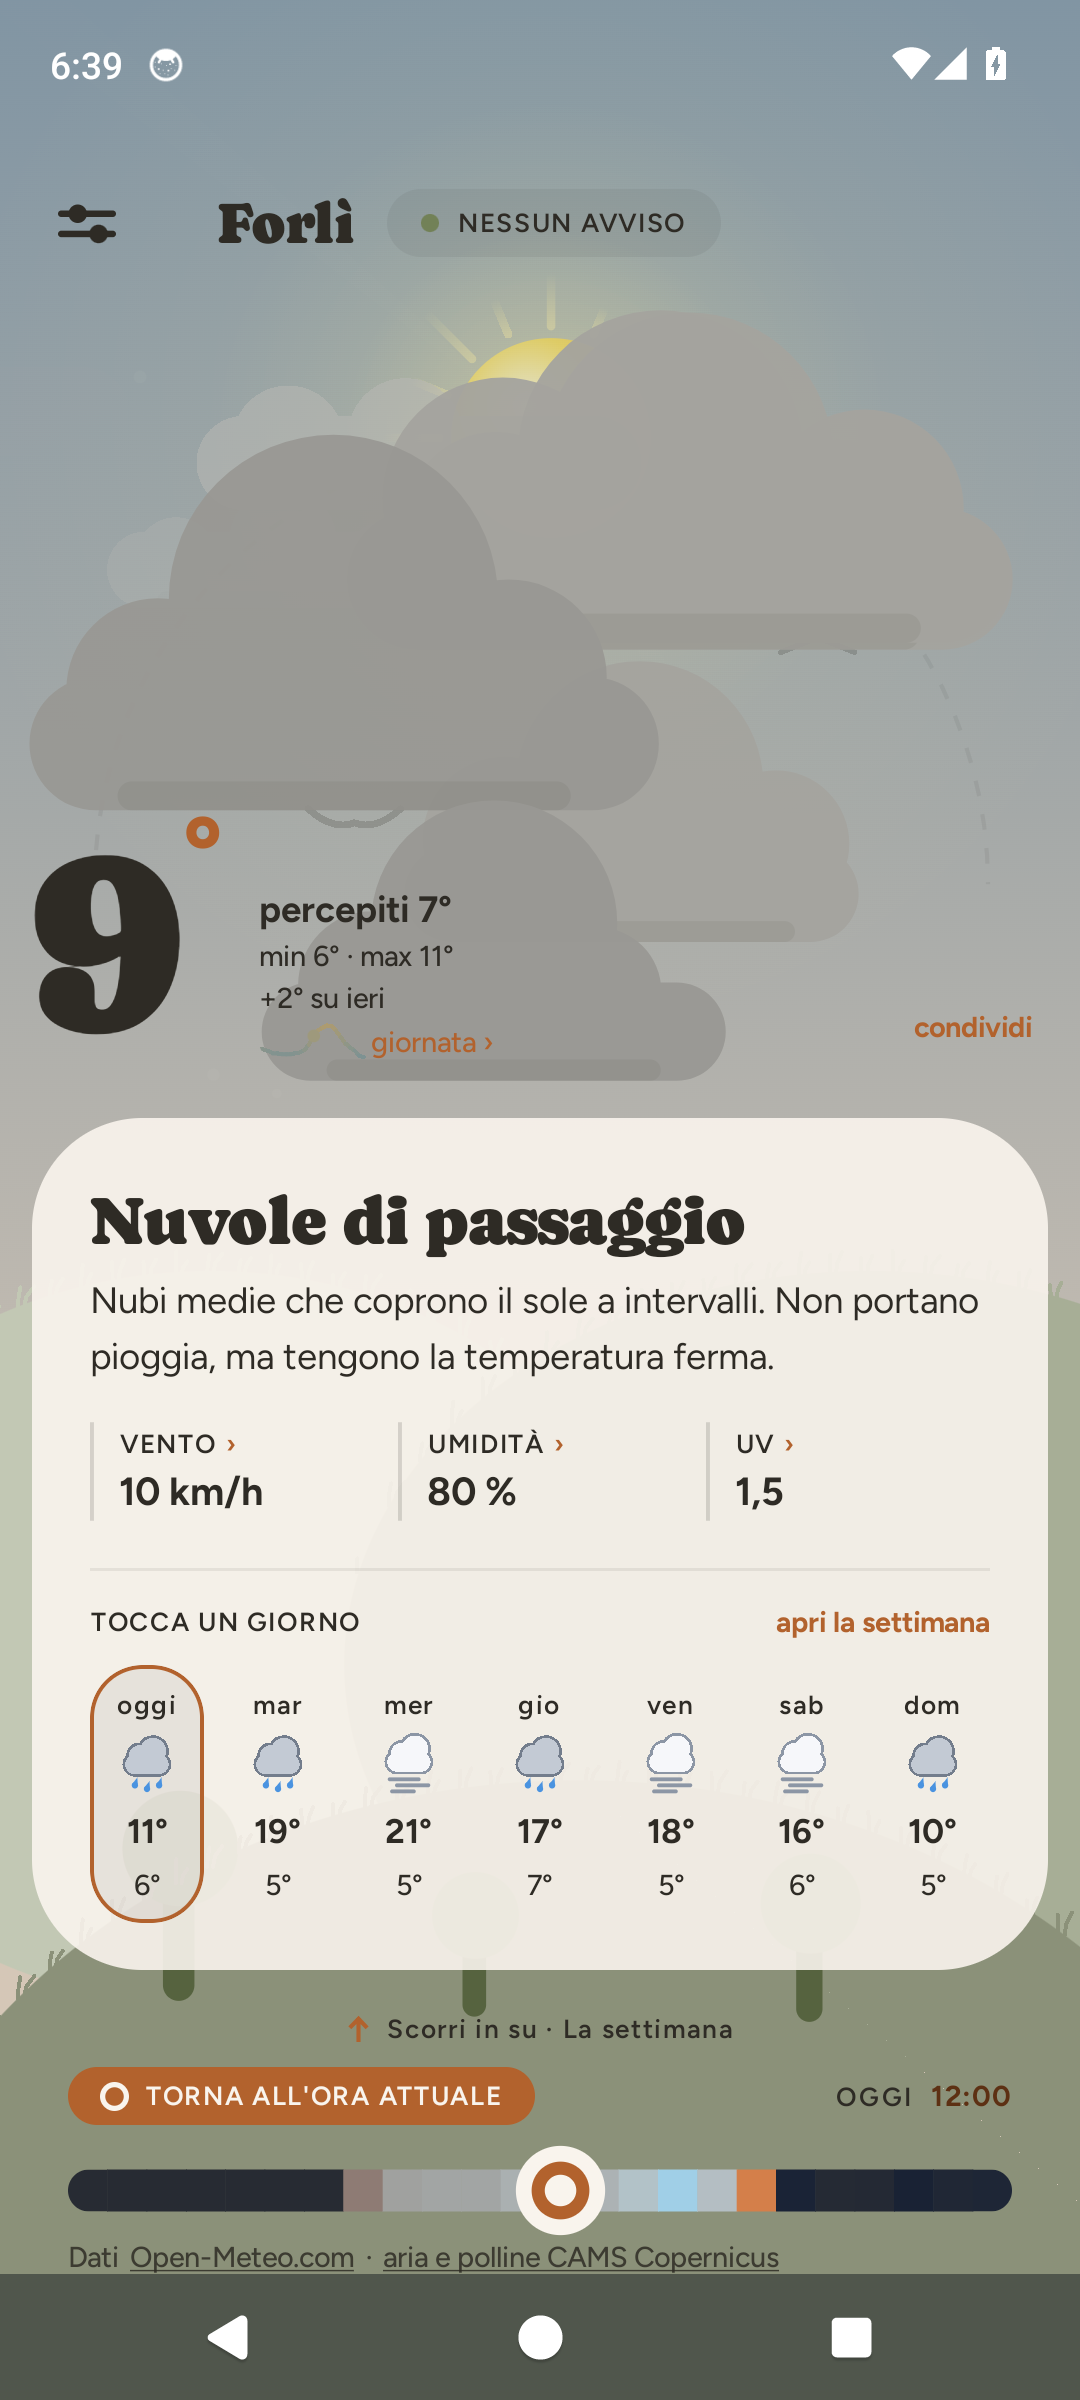 6:39
Forlì
NESSUN AVVISO
9°
percepiti 7°
min 6° · max 11°
+2° su ieri
giornata ›
condividi
Nuvole di passaggio
Nubi medie che coprono il sole a intervalli. Non portano
pioggia, ma tengono la temperatura ferma.
VENTO › UMIDITÀ › UV ›
10 km/h 80 % 1,5
TOCCA UN GIORNO apri la settimana
oggi mar mer gio ven sab dom
11° 19° 21° 17° 18° 16° 10°
6° 5° 5° 7° 5° 6° 5°
↑ Scorri in su · La settimana
TORNA ALL'ORA ATTUALE OGGI 12:00
Dati Open-Meteo.com · aria e polline CAMS Copernicus